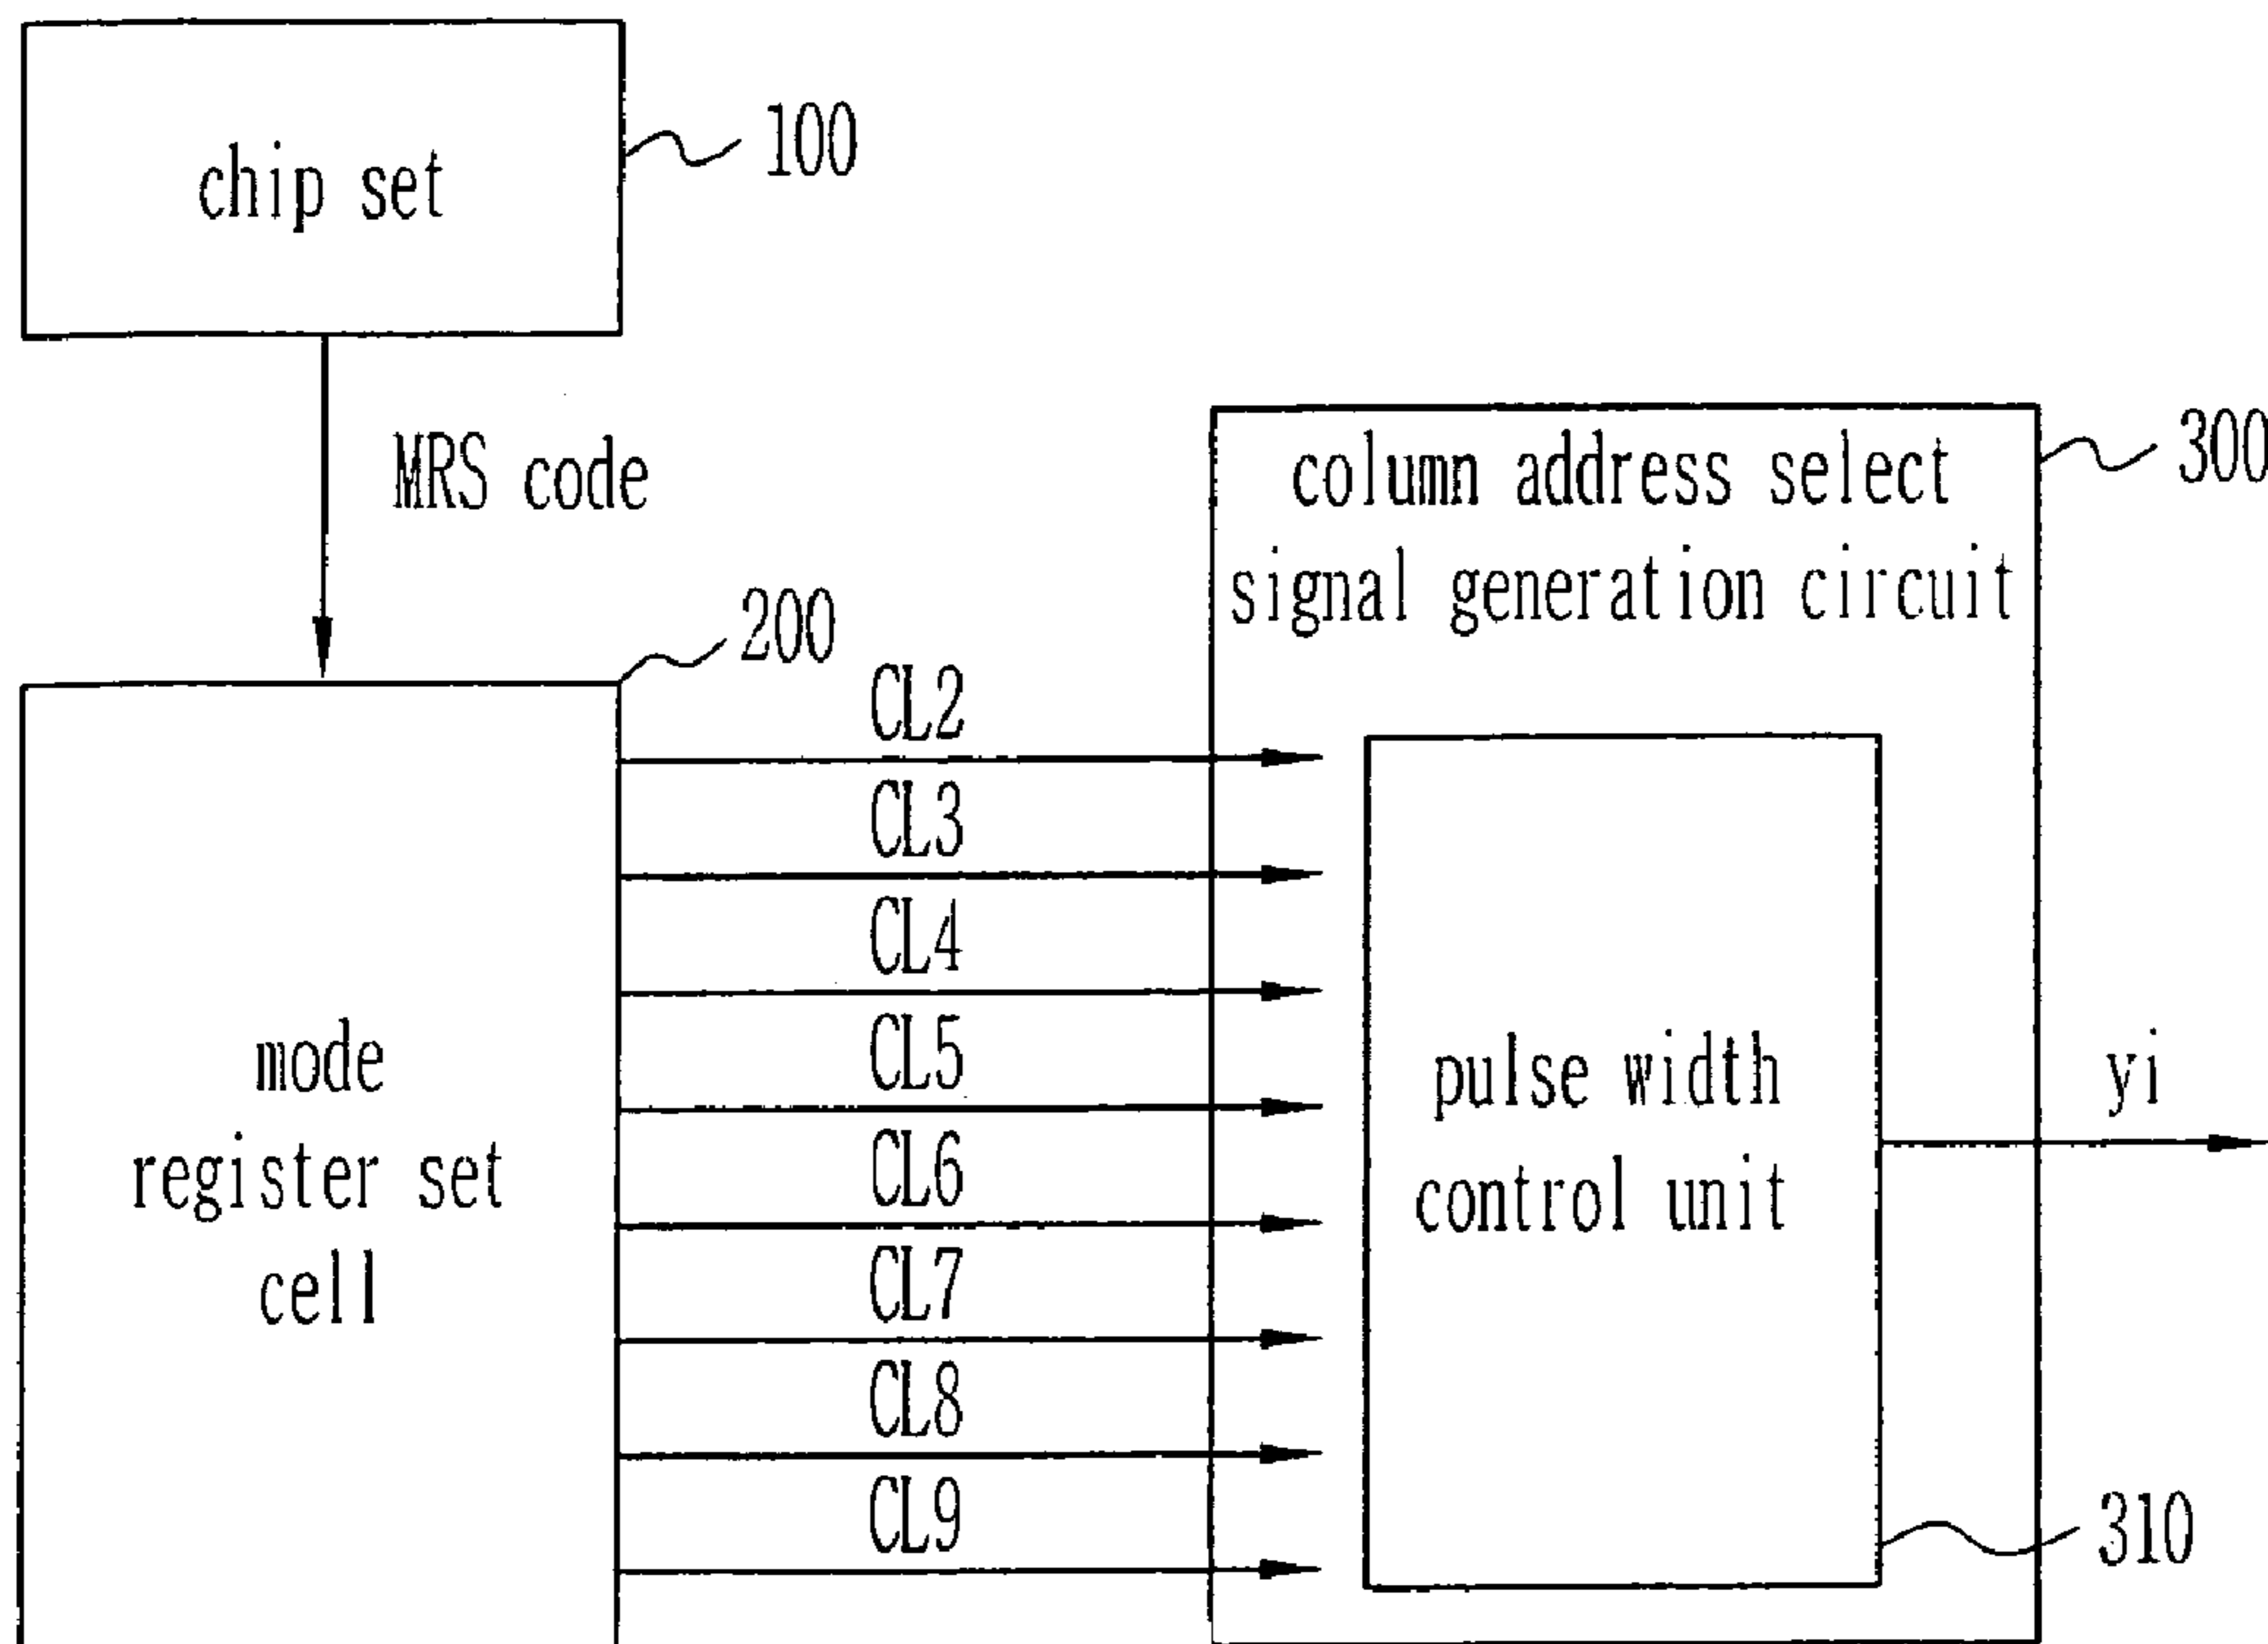 chip set
100
MRS code
200
column address select
signal generation circuit
300
CL2
CL3
CL4
CL5
CL6
CL7
CL8
CL9
mode
register set
cell
pulse width
control unit
yi
310